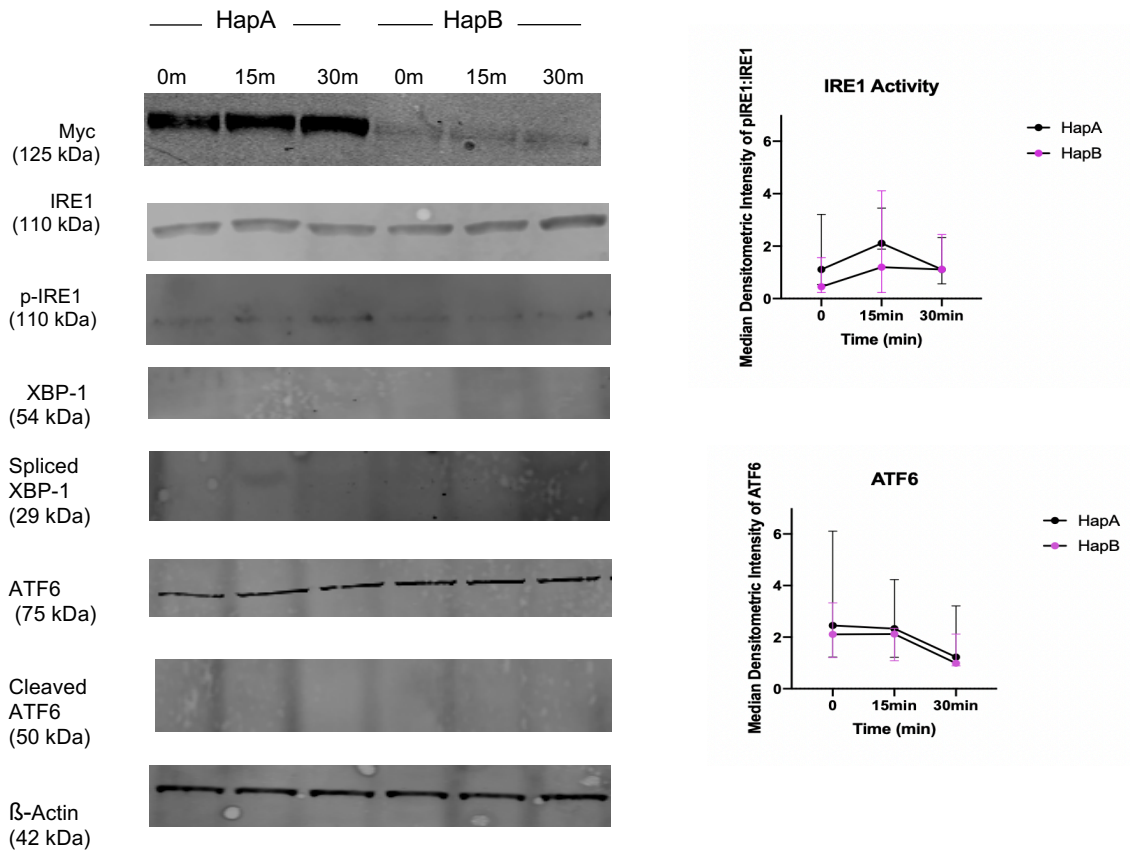 HapA HapB
0m 15m 30m 0m 15m 30m
Myc
(125 kDa)
IRE1
(110 kDa)
p-IRE1
(110 kDa)
XBP-1
(54 kDa)
Spliced
XBP-1
(29 kDa)
ATF6
(75 kDa)
Cleaved
ATF6
(50 kDa)
ß-Actin
(42 kDa)
IRE1 Activity
Median Densitometric Intensity of pIRE1:IRE1
6
4
2
0
0 15min 30min
Time (min)
HapA
HapB
ATF6
Median Densitometric Intensity of ATF6
6
4
2
0
0 15min 30min
Time (min)
HapA
HapB